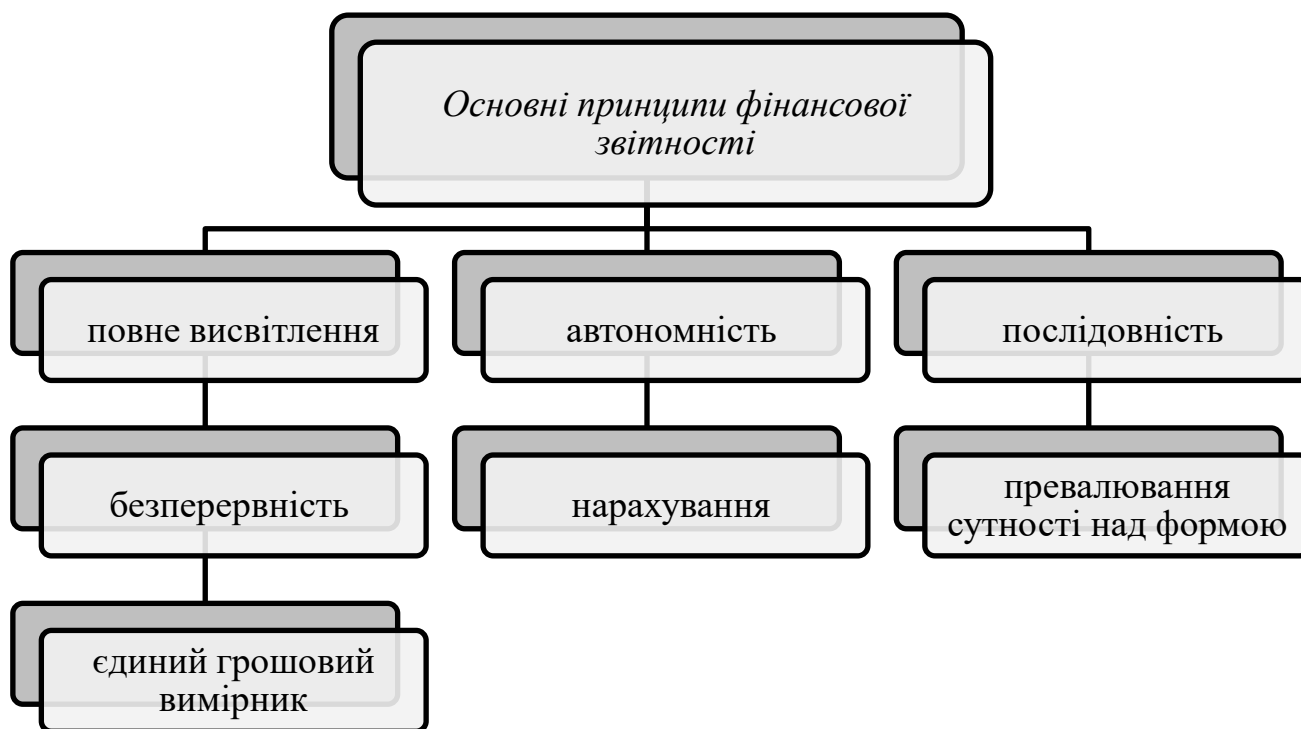 Основні принципи фінансової
звітності
повне висвітлення
автономність
послідовність
безперервність
нарахування
превалювання
сутності над формою
єдиний грошовий
вимірник